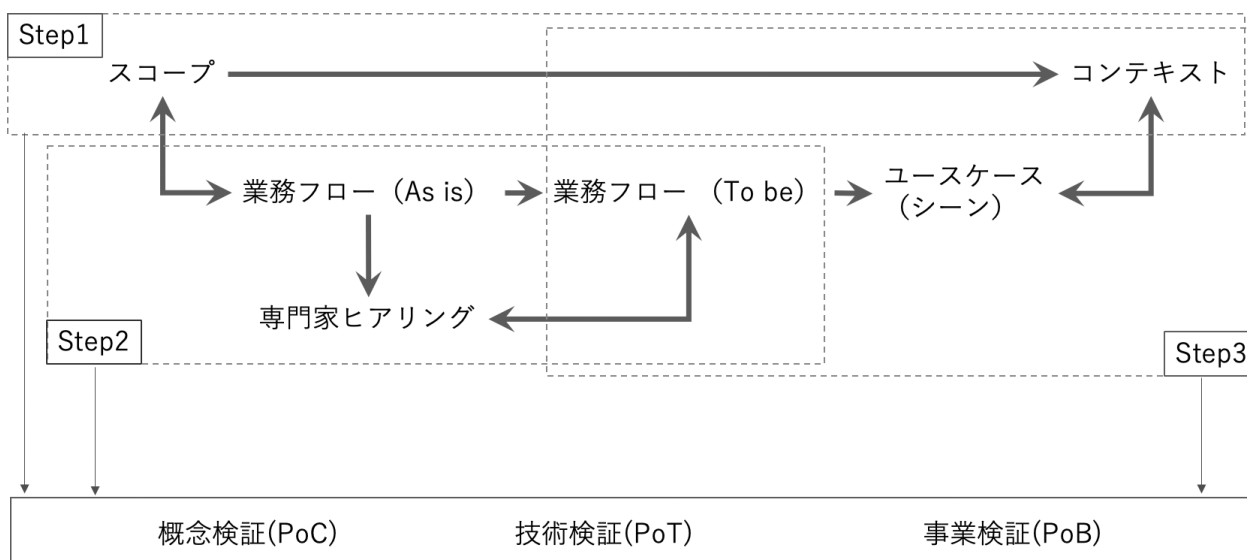 Step1
スコープ
コンテキスト
業務フロー（As is）
業務フロー （To be）
ユースケース
（シーン）
専門家ヒアリング
Step2
Step3
概念検証(PoC)
技術検証(PoT)
事業検証(PoB)